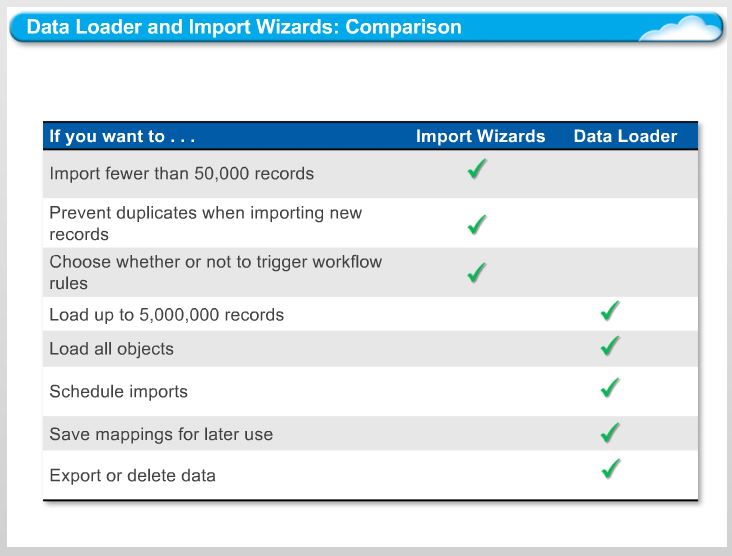 Data Loader and Import Wizards: Comparison
If you want to . . . Import Wizards Data Loader
Import fewer than 50,000 records
Prevent duplicates when importing new
records
Choose whether or not to trigger workflow
rules
Load up to 5,000,000 records
Load all objects
Schedule imports
Save mappings for later use
Export or delete data